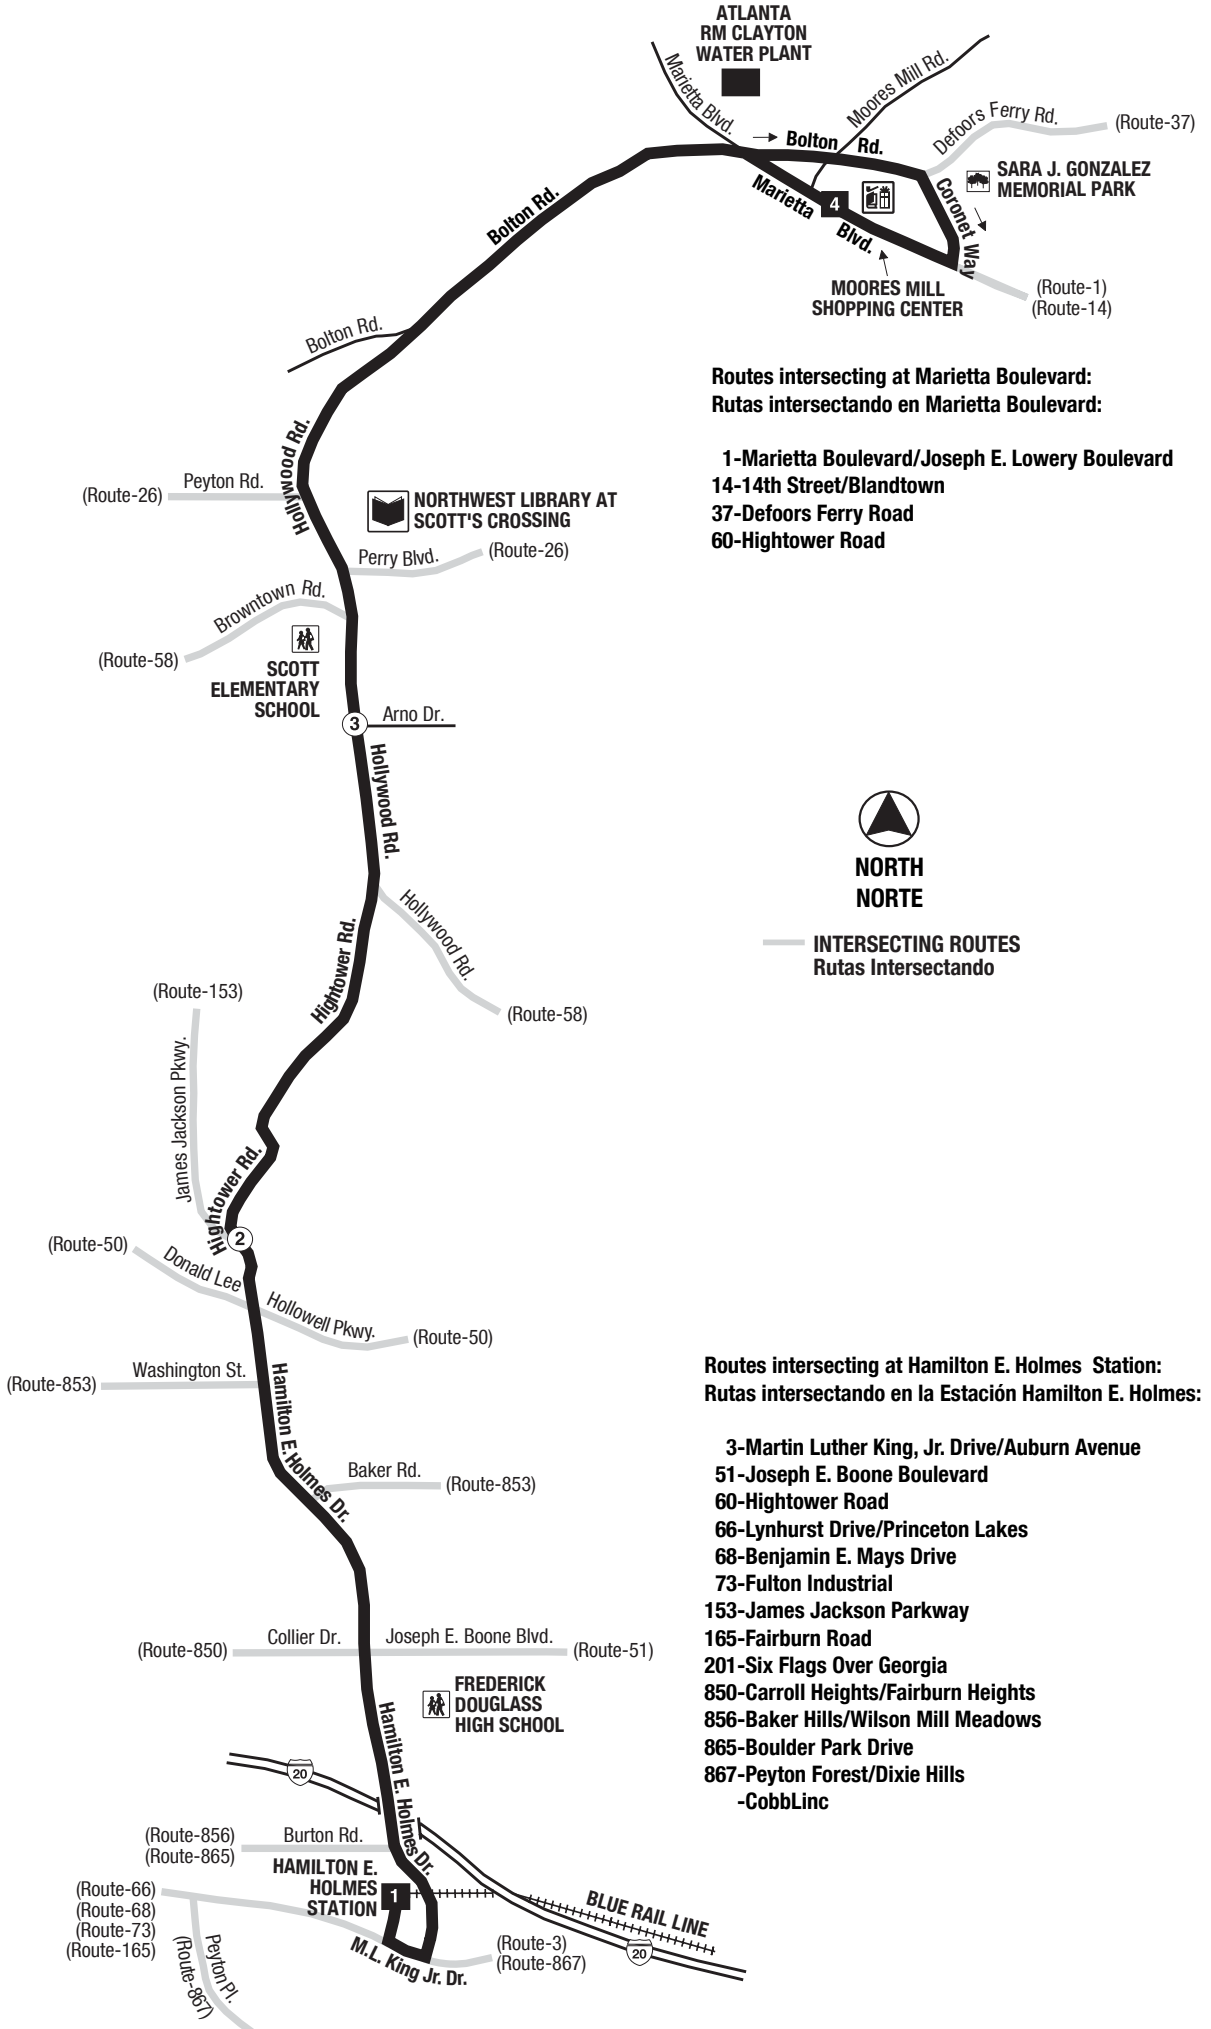 ATLANTA
RM CLAYTON
WATER PLANT
Marietta Blvd.
Moores Mill Rd.
Defoors Ferry Rd.
(Route-37)
Bolton Rd.
SARA J. GONZALEZ
MEMORIAL PARK
Marietta Blvd.
4
Coronet Way
Bolton Rd.
MOORES MILL
SHOPPING CENTER
(Route-1)
(Route-14)
Bolton Rd.
Routes intersecting at Marietta Boulevard:
Rutas intersectando en Marietta Boulevard:
1-Marietta Boulevard/Joseph E. Lowery Boulevard
14-14th Street/Blandtown
37-Defoors Ferry Road
60-Hightower Road
Hollywood Rd.
(Route-26)
Peyton Rd.
NORTHWEST LIBRARY AT
SCOTT'S CROSSING
Perry Blvd.
(Route-26)
Browntown Rd.
(Route-58)
SCOTT
ELEMENTARY
SCHOOL
3
Arno Dr.
Hollywood Rd.
NORTH
NORTE
INTERSECTING ROUTES
Rutas Intersectando
Hollywood Rd.
(Route-58)
Hightower Rd.
(Route-153)
James Jackson Pkwy.
Hightower Rd.
2
(Route-50)
Donald Lee Hollowell Pkwy.
(Route-50)
(Route-853)
Washington St.
Hamilton E. Holmes Dr.
Baker Rd.
(Route-853)
Routes intersecting at Hamilton E. Holmes Station:
Rutas intersectando en la Estación Hamilton E. Holmes:
3-Martin Luther King, Jr. Drive/Auburn Avenue
51-Joseph E. Boone Boulevard
60-Hightower Road
66-Lynhurst Drive/Princeton Lakes
68-Benjamin E. Mays Drive
73-Fulton Industrial
153-James Jackson Parkway
165-Fairburn Road
201-Six Flags Over Georgia
850-Carroll Heights/Fairburn Heights
856-Baker Hills/Wilson Mill Meadows
865-Boulder Park Drive
867-Peyton Forest/Dixie Hills
-CobbLinc
(Route-850)
Collier Dr.
Joseph E. Boone Blvd.
(Route-51)
FREDERICK
DOUGLASS
HIGH SCHOOL
Hamilton E. Holmes Dr.
20
(Route-856)
(Route-865)
Burton Rd.
HAMILTON E.
HOLMES
STATION
1
BLUE RAIL LINE
20
(Route-66)
(Route-68)
(Route-73)
(Route-165)
Peyton Pl.
(Route-867)
M.L. King Jr. Dr.
(Route-3)
(Route-867)